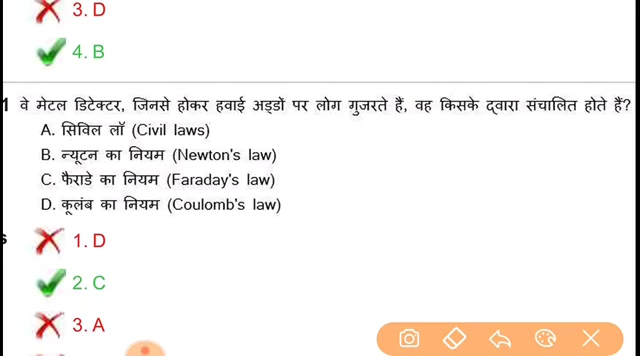 3. D
4. B
1 वे मेटल डिटेक्टर, जिनसे होकर हवाई अड्डों पर लोग गुजरते हैं, वह किसके द्वारा संचालित होते हैं?
A. सिविल लॉ (Civil laws)
B. न्यूटन का नियम (Newton's law)
C. फैराडे का नियम (Faraday's law)
D. कूलंब का नियम (Coulomb's law)
1. D
2. C
3. A